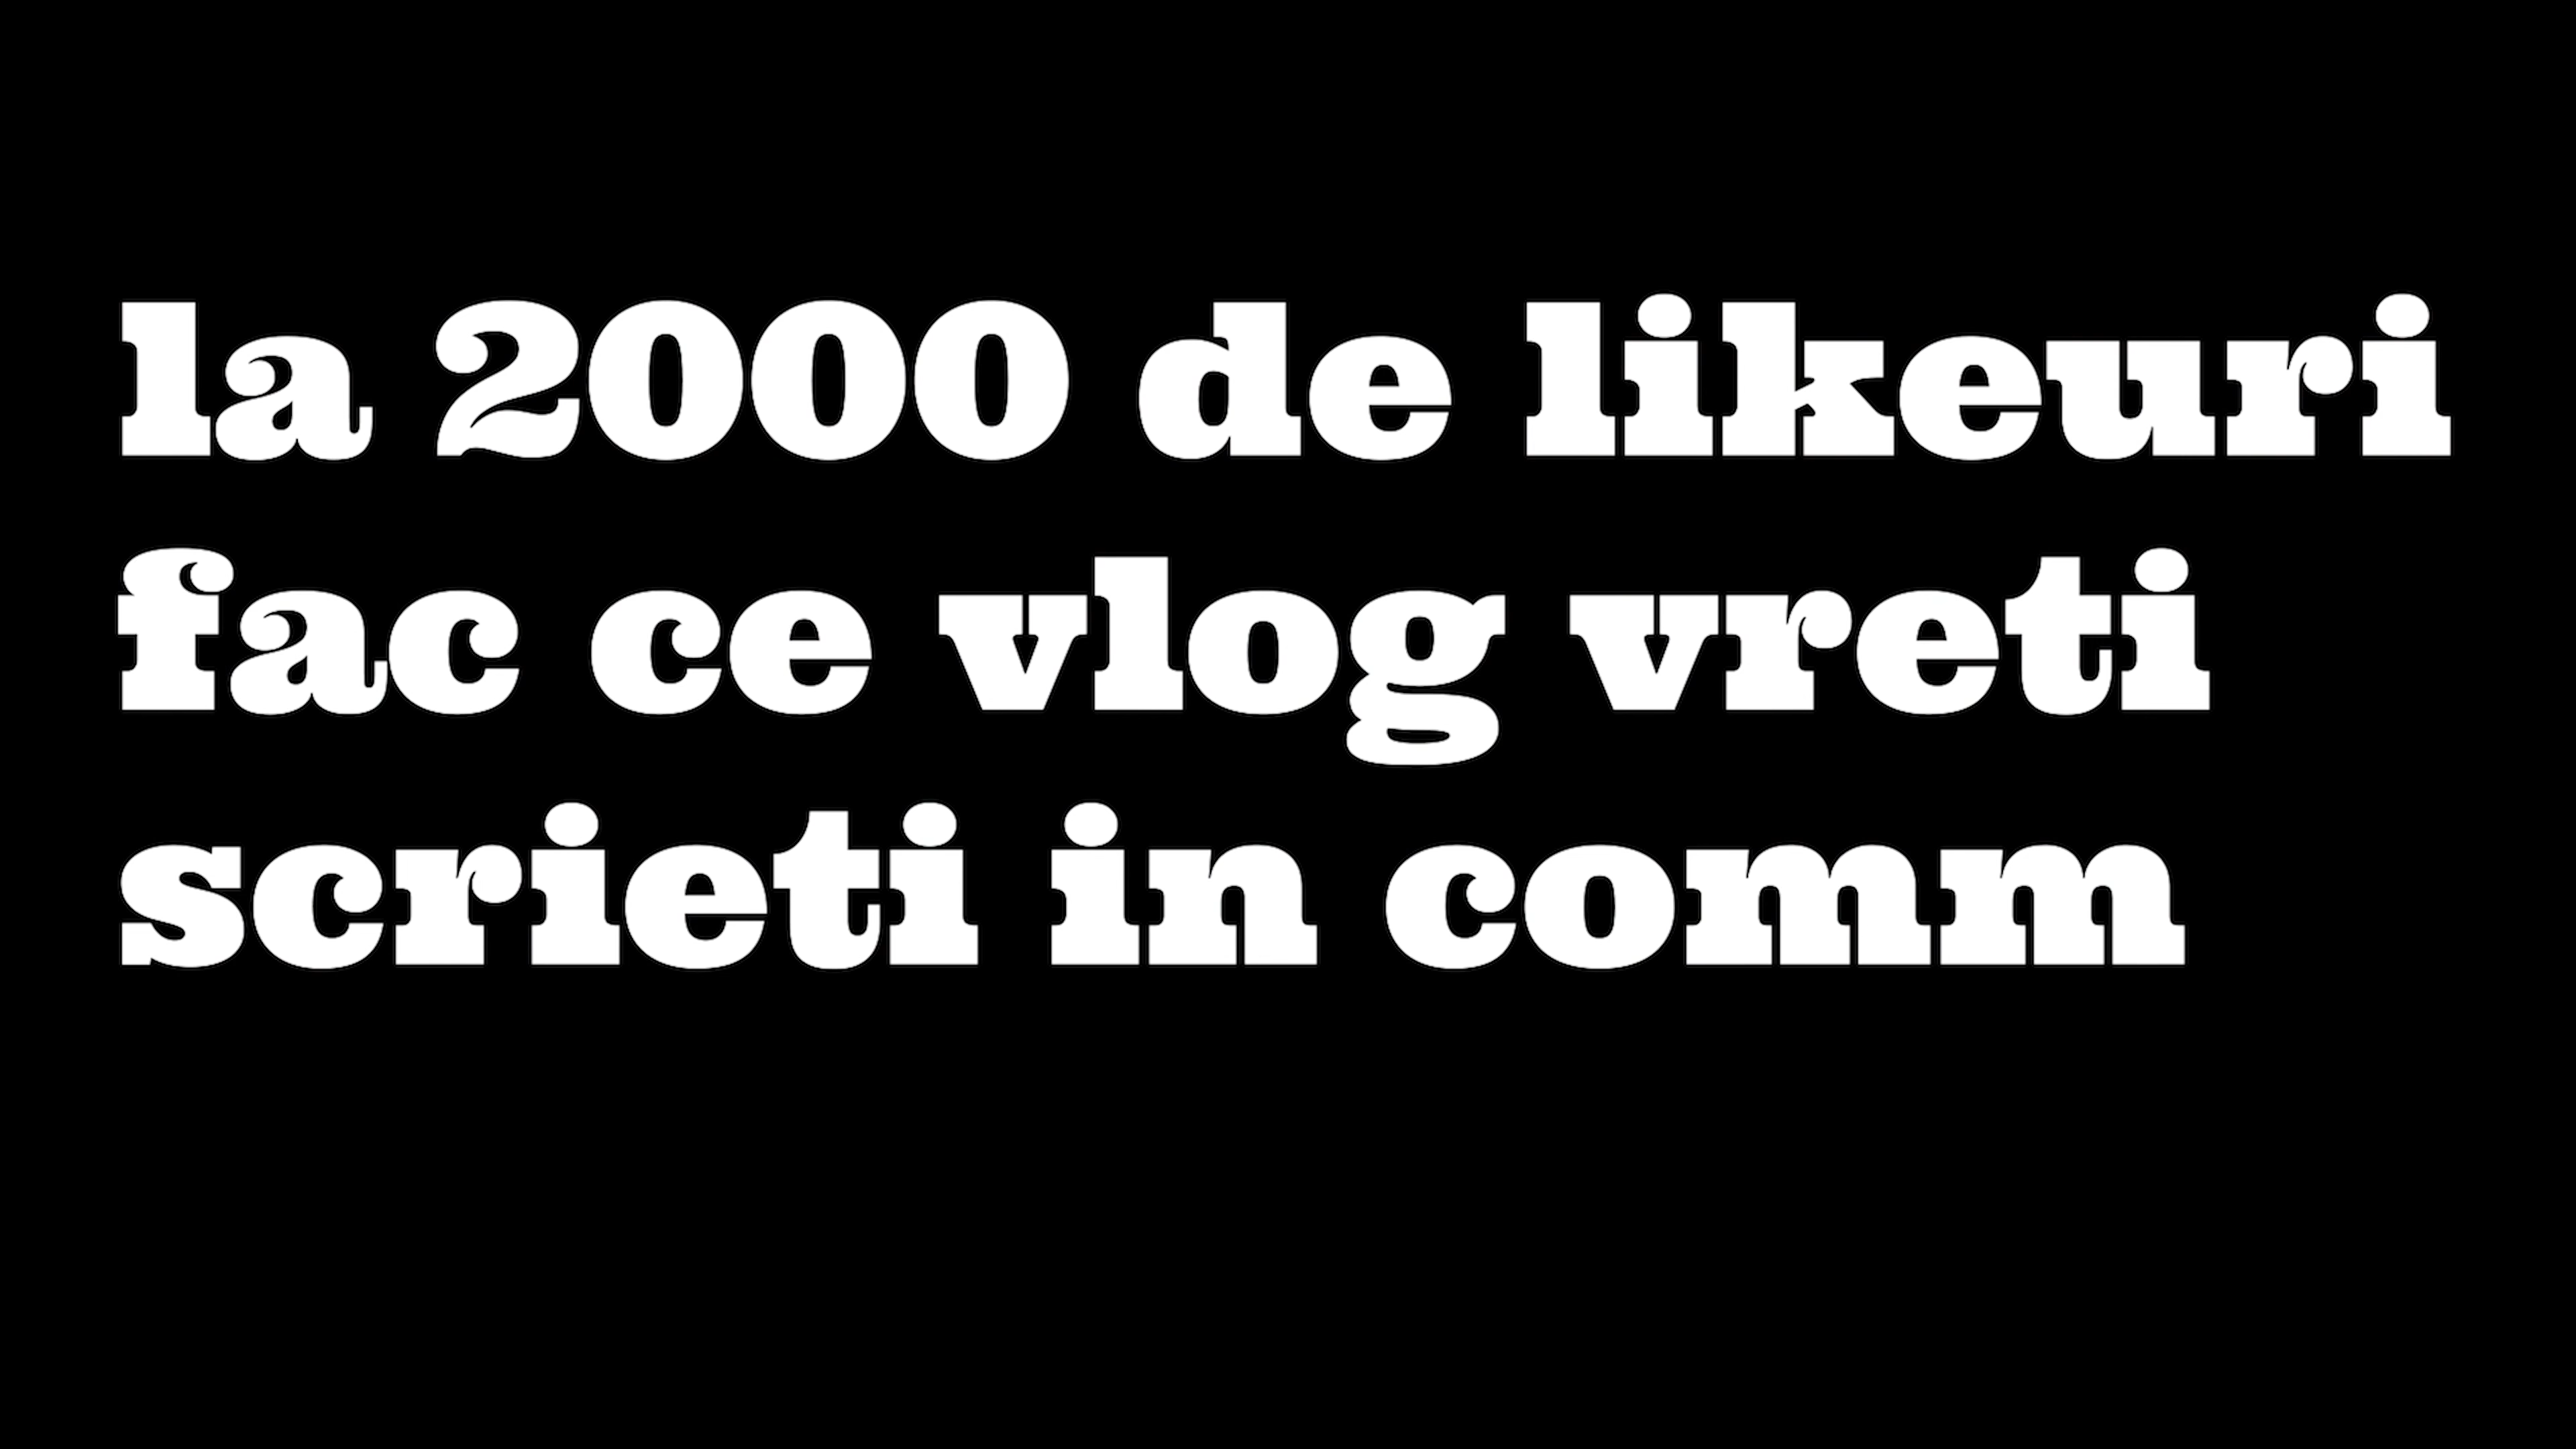 la 2000 de likeuri
fac ce vlog vreti
scrieti in comm